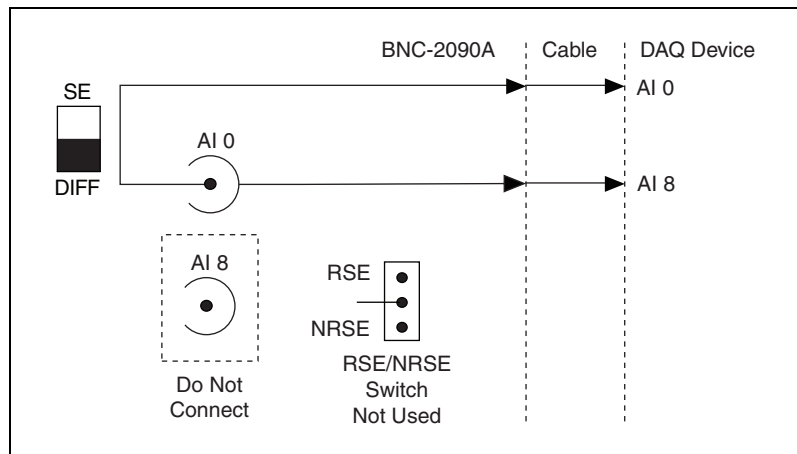 BNC-2090A
Cable
DAQ Device
SE
DIFF
AI 0
AI 0
AI 8
AI 8
Do Not
Connect
RSE
NRSE
RSE/NRSE
Switch
Not Used